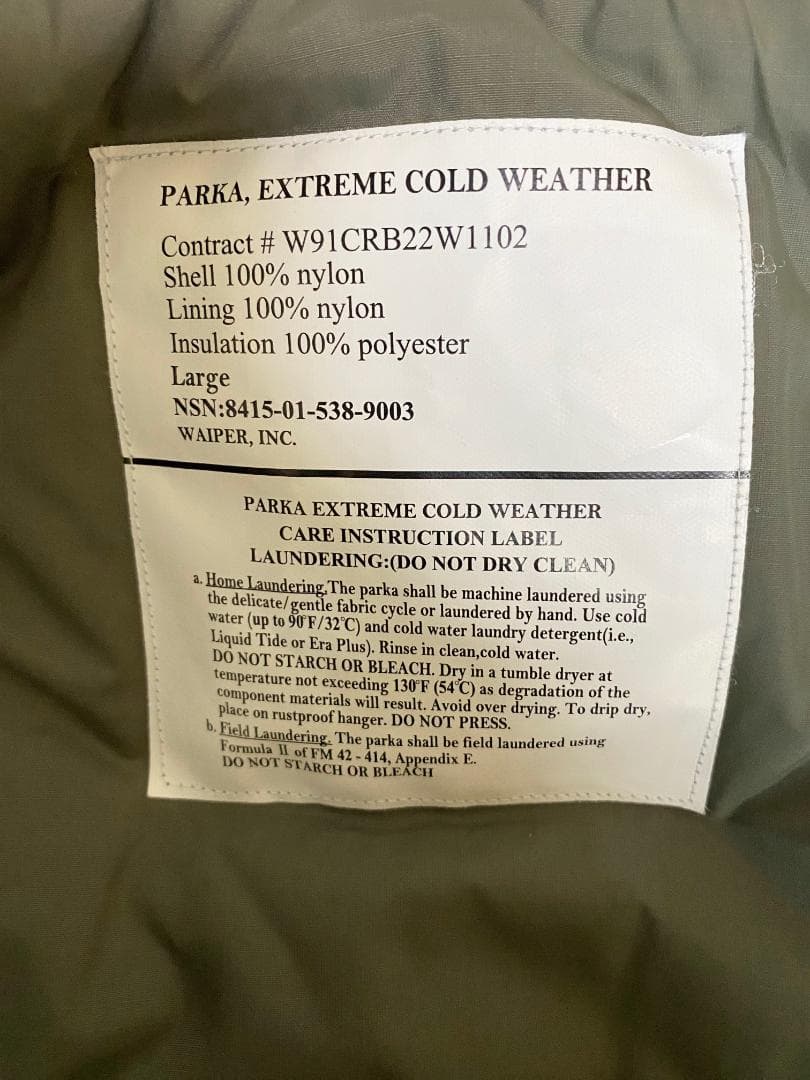 PARKA, EXTREME COLD WEATHER
Contract # W91CRB22W1102
Shell 100% nylon
Lining 100% nylon
Insulation 100% polyester
Large
NSN:8415-01-538-9003
WAIPER, INC.
PARKA EXTREME COLD WEATHER
CARE INSTRUCTION LABEL
LAUNDERING:(DO NOT DRY CLEAN)
a. Home Laundering.The parka shall be machine laundered using
the delicate/gentle fabric cycle or laundered by hand. Use cold
water (up to 90°F/32°C) and cold water laundry detergent(i.e.,
Liquid Tide or Era Plus). Rinse in clean,cold water.
DO NOT STARCH OR BLEACH. Dry in a tumble dryer at
temperature not exceeding 130°F (54°C) as degradation of the
component materials will result. Avoid over drying. To drip dry,
place on rustproof hanger. DO NOT PRESS.
b. Field Laundering. The parka shall be field laundered using
Formula II of FM 42 - 414, Appendix E.
DO NOT STARCH OR BLEACH